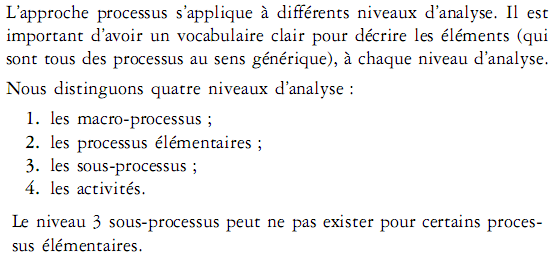 L'approche processus s'applique à différents niveaux d'analyse. Il est
important d'avoir un vocabulaire clair pour décrire les éléments (qui
sont tous des processus au sens générique), à chaque niveau d'analyse.
Nous distinguons quatre niveaux d'analyse :
1. les macro-processus ;
2. les processus élémentaires ;
3. les sous-processus ;
4. les activités.
Le niveau 3 sous-processus peut ne pas exister pour certains proces-
sus élémentaires.